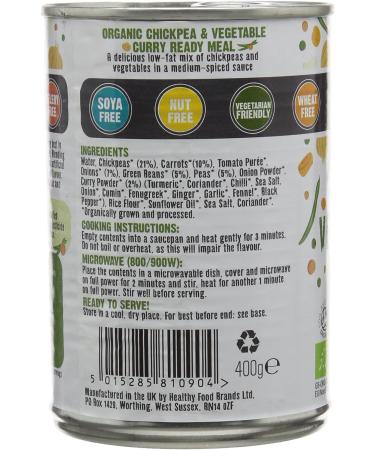 ORGANIC CHICKPEA & VEGETABLE
CURRY READY MEAL
A delicious low-fat mix of chickpeas and
vegetables in a medium-spiced sauce
FREE
SOYA
FREE
NUT
FREE
VEGETARIAN
FRIENDLY
WHEAT
FREE
INGREDIENTS
Water, Chickpeas* (21%), Carrots*(10%), Tomato Purée*,
Onions* (7%), Green Beans* (5%), Peas* (5%), Onion Powder*,
Curry Powder* (2%) (Turmeric*, Coriander*, Chilli*, Sea Salt,
Onion*, Cumin*, Fenugreek*, Ginger*, Garlic*, Fennel*, Black
Pepper*), Rice Flour*, Sunflower Oil*, Sea Salt, Coriander*.
*Organically grown and processed.
COOKING INSTRUCTIONS:
Empty contents into a saucepan and heat gently for 3 minutes.
Do not boil or overheat, as this will impair the flavour.
MICROWAVE (800/900W):
Place the contents in a microwavable dish, cover and microwave
on full power for 2 minutes and stir, heat for another 1 minute
on full power. Stir well before serving.
READY TO SERVE!
Store in a cool, dry place. For best before end: see base.
400g℮
5 015285 810904 >
Manufactured in the UK by Healthy Food Brands Ltd.
PO Box 1429, Worthing, West Sussex, RN14 0ZF